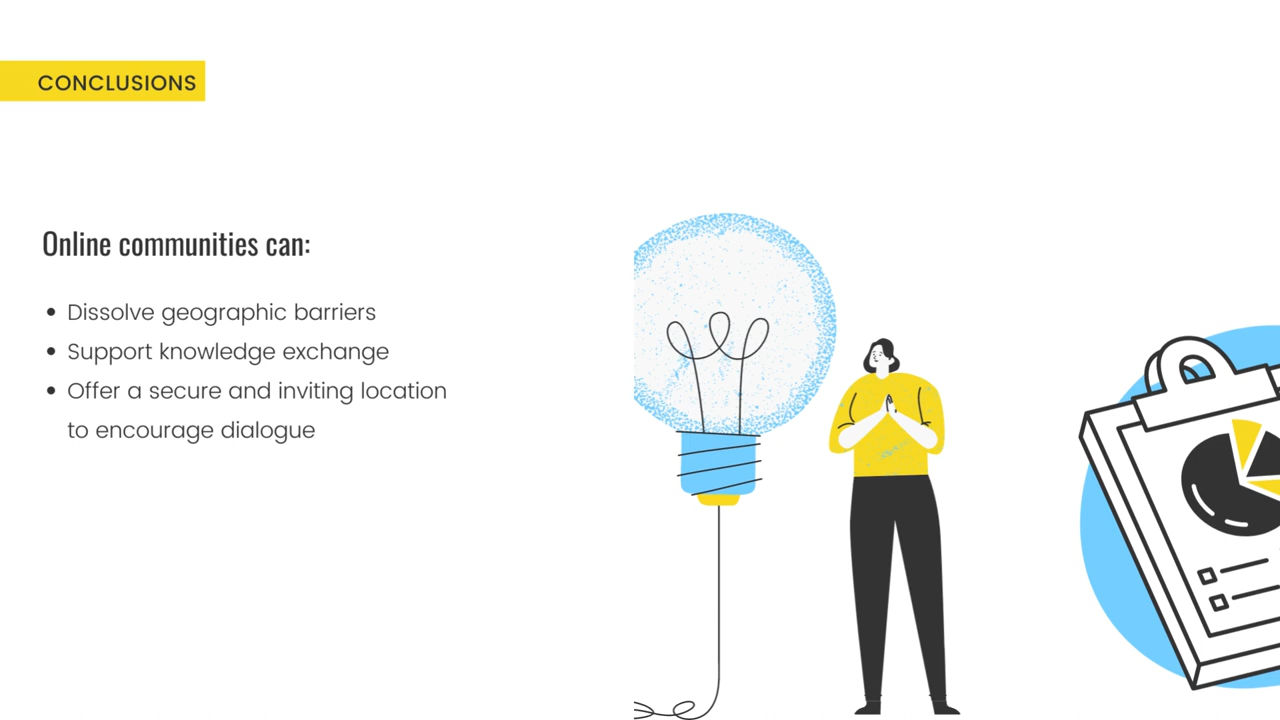 CONCLUSIONS
Online communities can:
• Dissolve geographic barriers
• Support knowledge exchange
• Offer a secure and inviting location
to encourage dialogue